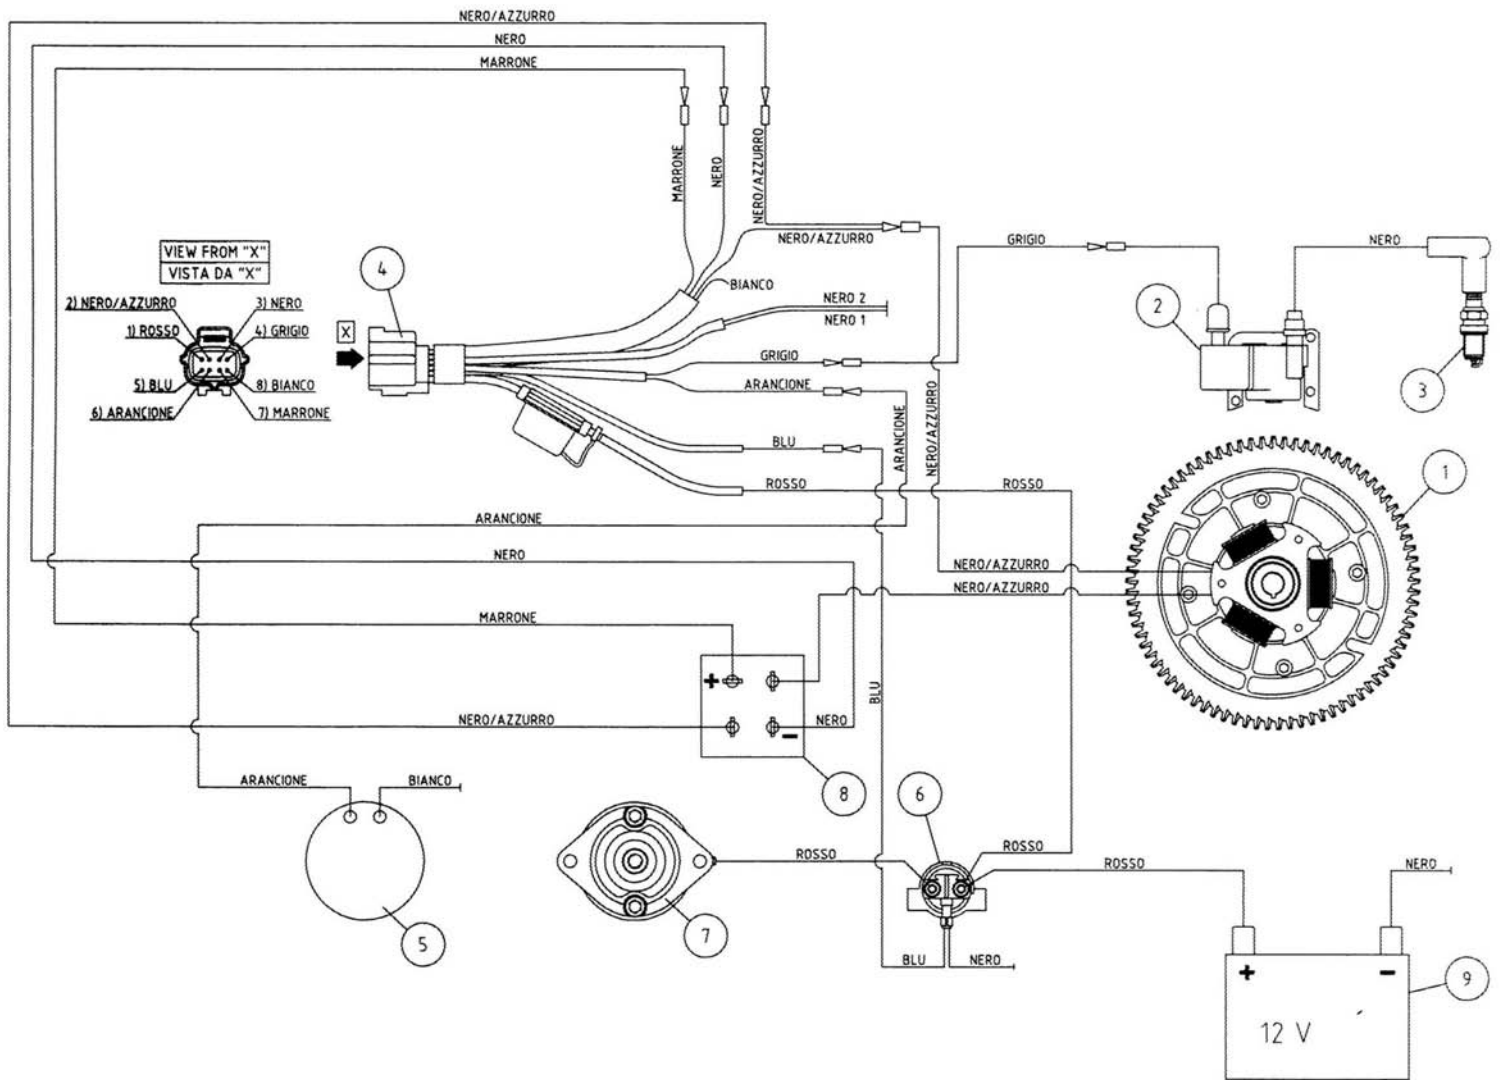 NERO/AZZURRO
NERO
MARRONE
MARRONE
NERO
NERO/AZZURRO
NERO/AZZURRO
GRIGIO
NERO
VIEW FROM "X"
VISTA DA "X"
2) NERO/AZZURRO
3) NERO
1) ROSSO
4) GRIGIO
5) BLU
8) BIANCO
6) ARANCIONE
7) MARRONE
X
4
BIANCO
NERO 2
NERO 1
GRIGIO
ARANCIONE
ARANCIONE
NERO/AZZURRO
BLU
ROSSO
ROSSO
2
3
1
ARANCIONE
NERO
NERO/AZZURRO
NERO/AZZURRO
MARRONE
+
BLU
NERO/AZZURRO
NERO
-
ARANCIONE
BIANCO
8
6
5
7
ROSSO
ROSSO
ROSSO
NERO
BLU
NERO
+
-
9
12 V